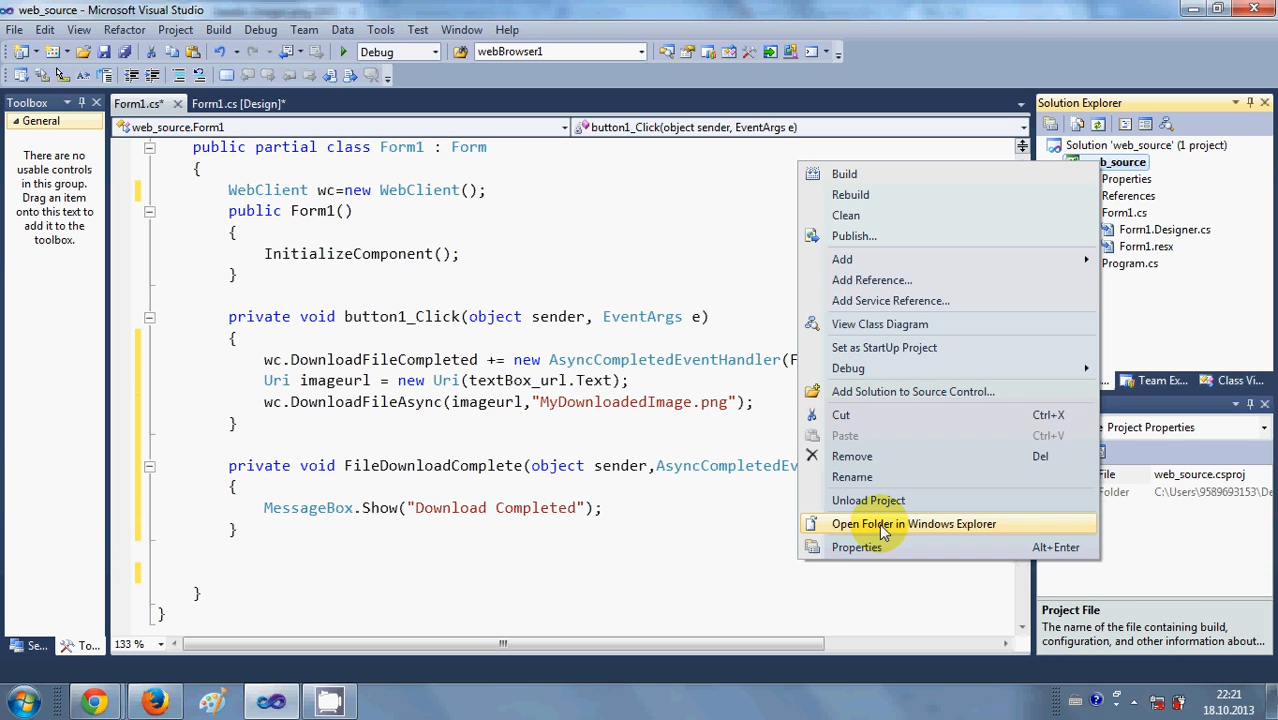 web_source - Microsoft Visual Studio
File Edit View Refactor Project Build Debug Team Data Tools Test Window Help
Debug webBrowser1
Toolbox
General
There are no
usable controls
in this group.
Drag an item
onto this text to
add it to the
toolbox.
Se... To...
Form1.cs* Form1.cs [Design]*
web_source.Form1 button1_Click(object sender, EventArgs e)
public partial class Form1 : Form
{
WebClient wc=new WebClient();
public Form1()
{
InitializeComponent();
}
private void button1_Click(object sender, EventArgs e)
{
wc.DownloadFileCompleted += new AsyncCompletedEventHandler(F
Uri imageurl = new Uri(textBox_url.Text);
wc.DownloadFileAsync(imageurl,"MyDownloadedImage.png");
}
private void FileDownloadComplete(object sender,AsyncCompletedEv
{
MessageBox.Show("Download Completed");
}
}
}
133 %
Build
Rebuild
Clean
Publish...
Add
Add Reference...
Add Service Reference...
View Class Diagram
Set as StartUp Project
Debug
Add Solution to Source Control...
Cut Ctrl+X
Paste Ctrl+V
Remove Del
Rename
Unload Project
Open Folder in Windows Explorer
Properties Alt+Enter
Solution Explorer
Solution 'web_source' (1 project)
b_source
Properties
References
Form1.cs
Form1.Designer.cs
Form1.resx
Program.cs
... Team Ex... Class Vi...
Project Properties
File web_source.csproj
Folder C:\Users\9589693153\De
Project File
The name of the file containing build,
configuration, and other information about...
22:21
18.10.2013